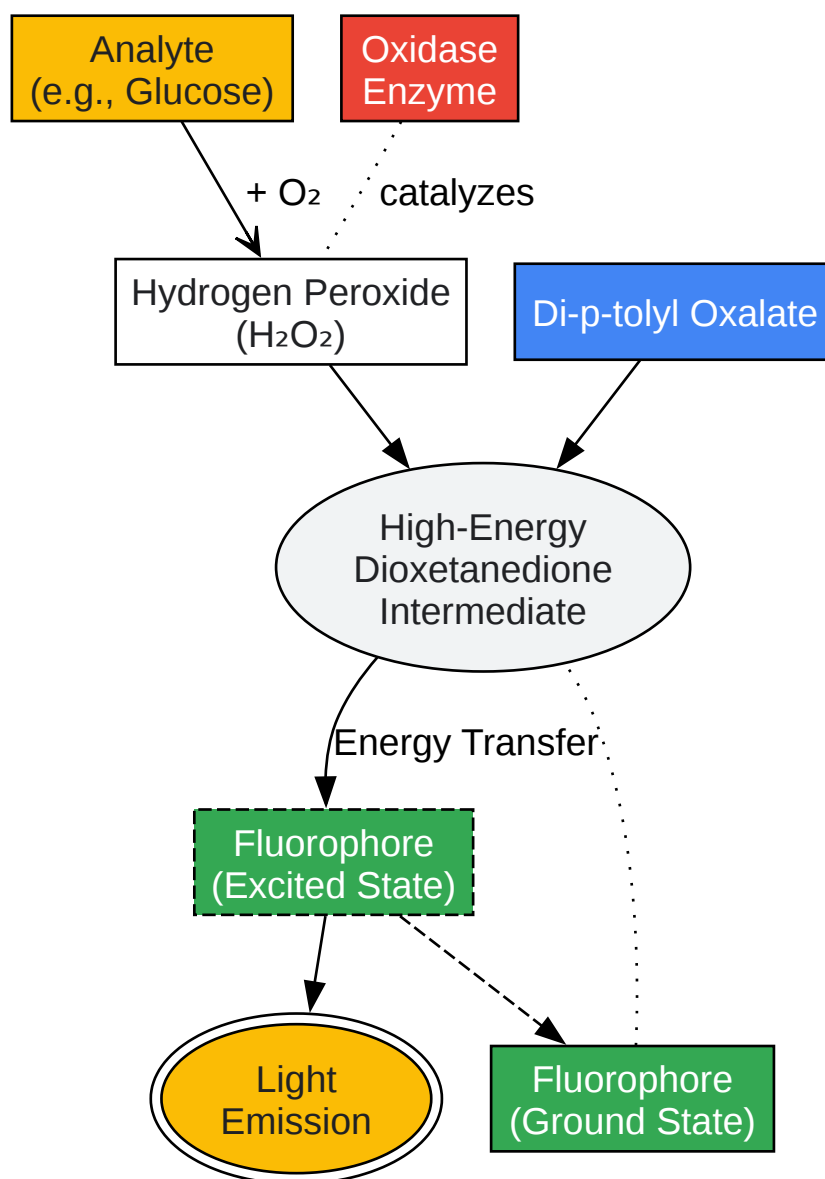 Analyte
(e.g., Glucose)
Oxidase
Enzyme
+ O₂
catalyzes
Hydrogen Peroxide
(H₂O₂)
Di-p-tolyl Oxalate
High-Energy
Dioxetanedione
Intermediate
Energy Transfer
Fluorophore
(Excited State)
Light
Emission
Fluorophore
(Ground State)